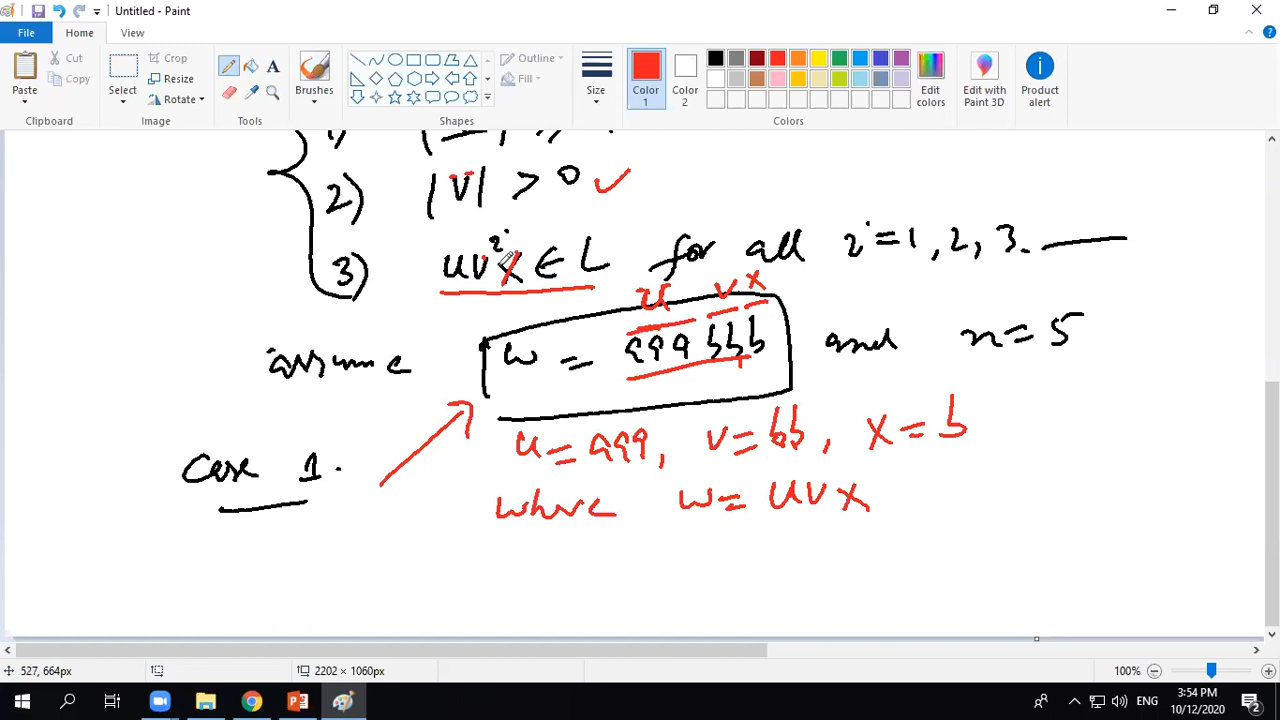 Untitled - Paint
File Home View
Paste Cut Copy Select Crop Resize Rotate Brushes Outline Fill Size Color 1 Color 2 Edit colors Edit with Paint 3D Product alert
Clipboard Image Tools Shapes Colors
2) |v| > 0 ✓
3) uv^i x ∈ L for all i = 1, 2, 3. —
u v x
assume w = aaa bbb and n = 5
u = aaa, v = bb, x = b
Case 1.
where w = uvx
527, 664px 2202 × 1060px 100%
ENG 3:54 PM
10/12/2020 2